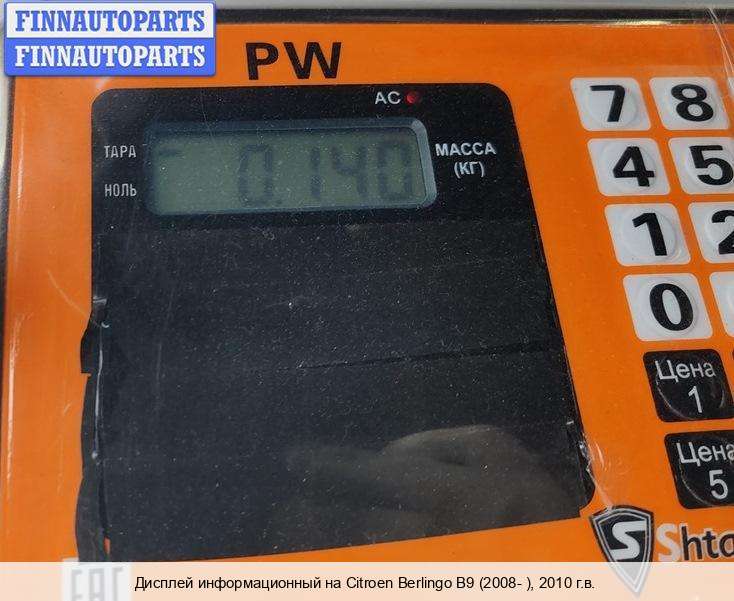 FINNAUTOPARTS
FINNAUTOPARTS
PW
AC
ТАРА
НОЛЬ
0.140
МАССА
(КГ)
7 8
4 5
1 2
0
Цена
1
Цена
5
S
EAC
Дисплей информационный на Citroen Berlingo B9 (2008- ), 2010 г.в.